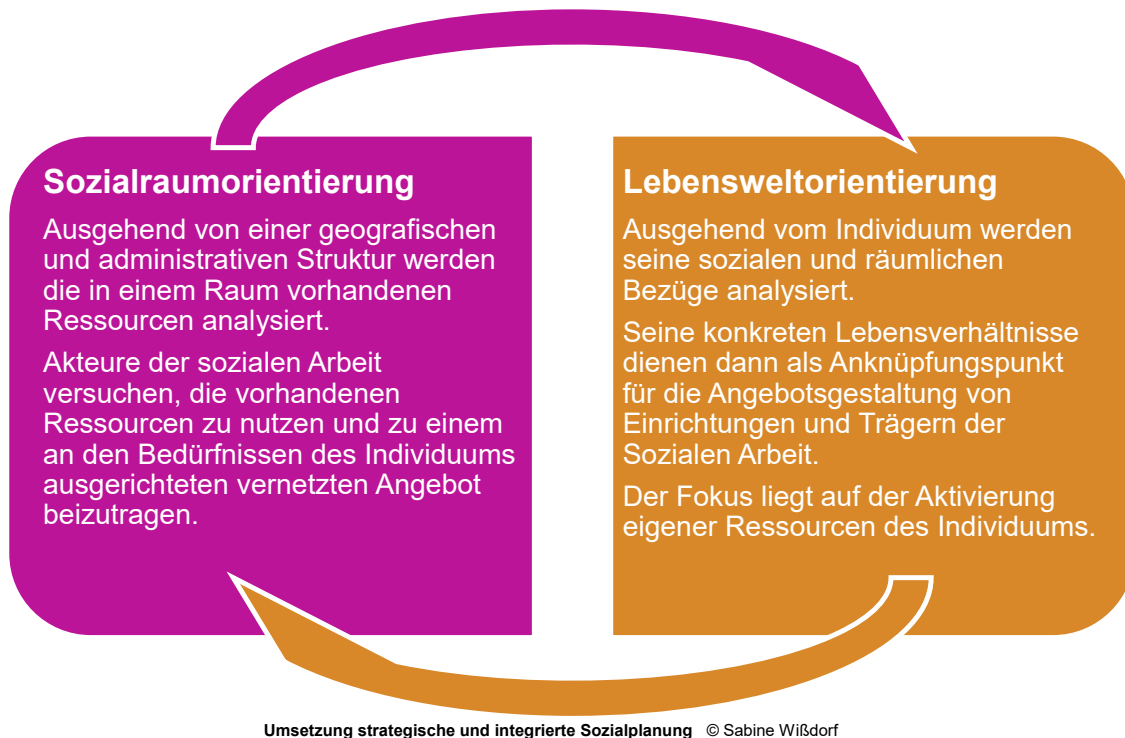 Sozialraumorientierung
Ausgehend von einer geografischen
und administrativen Struktur werden
die in einem Raum vorhandenen
Ressourcen analysiert.
Akteure der sozialen Arbeit
versuchen, die vorhandenen
Ressourcen zu nutzen und zu einem
an den Bedürfnissen des Individuums
ausgerichteten vernetzten Angebot
beizutragen.
Lebensweltorientierung
Ausgehend vom Individuum werden
seine sozialen und räumlichen
Bezüge analysiert.
Seine konkreten Lebensverhältnisse
dienen dann als Anknüpfungspunkt
für die Angebotsgestaltung von
Einrichtungen und Trägern der
Sozialen Arbeit.
Der Fokus liegt auf der Aktivierung
eigener Ressourcen des Individuums.
Umsetzung strategische und integrierte Sozialplanung © Sabine Wißdorf